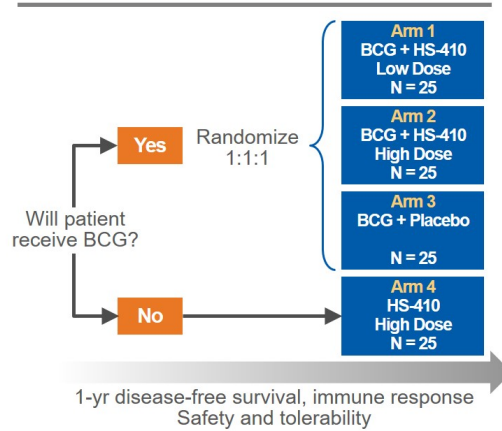 Will patient
receive BCG?
Yes
No
Randomize
1:1:1
Arm 1
BCG + HS-410
Low Dose
N = 25
Arm 2
BCG + HS-410
High Dose
N = 25
Arm 3
BCG + Placebo
N = 25
Arm 4
HS-410
High Dose
N = 25
1-yr disease-free survival, immune response
Safety and tolerability